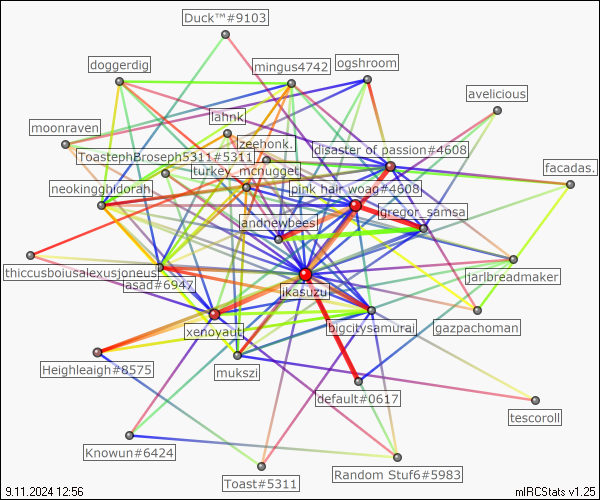 Duck™#9103
doggerdig
mingus4742
ogshroom
avelicious
lahnk
moonraven
zeehonk.
disaster of passion#4608
ToastephBroseph5311#5311
turkey_mcnugget
facadas.
neokingghidorah
pink hair woag#4608
gregor_samsa
andnewbees
thiccusboiusalexusjoneus
asad#6947
jarlbreadmaker
jikasuzu
xenovaut
bigcitysamurai
gazpachoman
Heighleaigh#8575
mukszi
default#0617
tescoroll
Knowun#6424
Random Stuf6#5983
Toast#5311
9.11.2024 12:56
mIRCStats v1.25